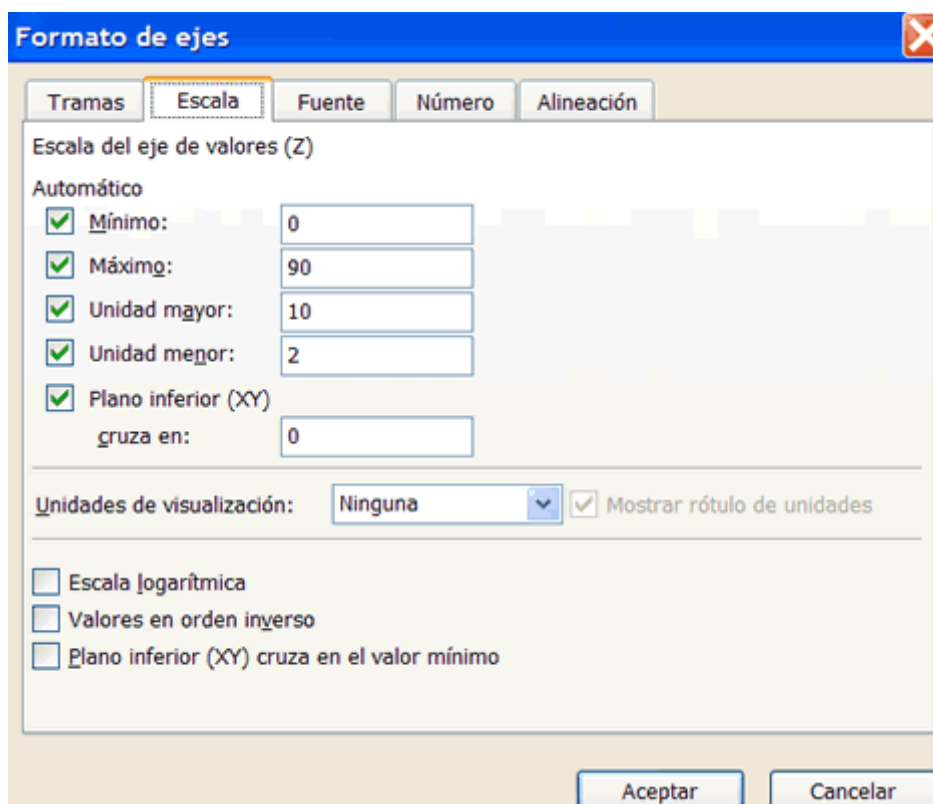 Formato de ejes
Tramas Escala Fuente Número Alineación
Escala del eje de valores (Z)
Automático
Mínimo: 0
Máximo: 90
Unidad mayor: 10
Unidad menor: 2
Plano inferior (XY)
cruza en: 0
Unidades de visualización: Ninguna Mostrar rótulo de unidades
Escala logarítmica
Valores en orden inverso
Plano inferior (XY) cruza en el valor mínimo
Aceptar Cancelar